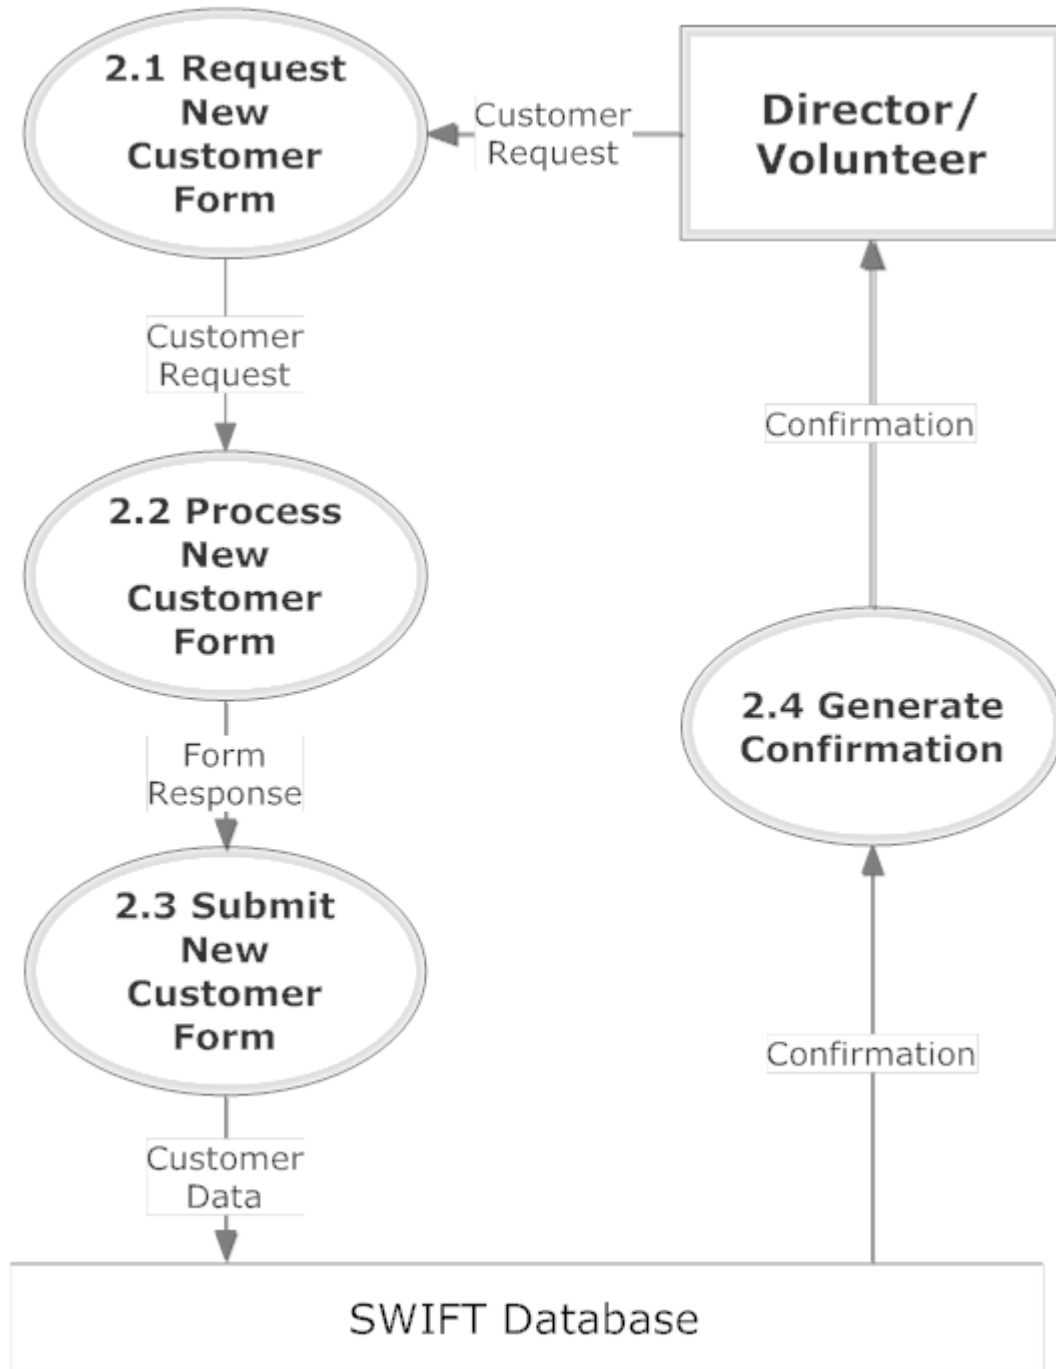 2.1 Request
New
Customer
Form
Customer
Request
Director/
Volunteer
Customer
Request
Confirmation
2.2 Process
New
Customer
Form
2.4 Generate
Confirmation
Form
Response
2.3 Submit
New
Customer
Form
Confirmation
Customer
Data
SWIFT Database